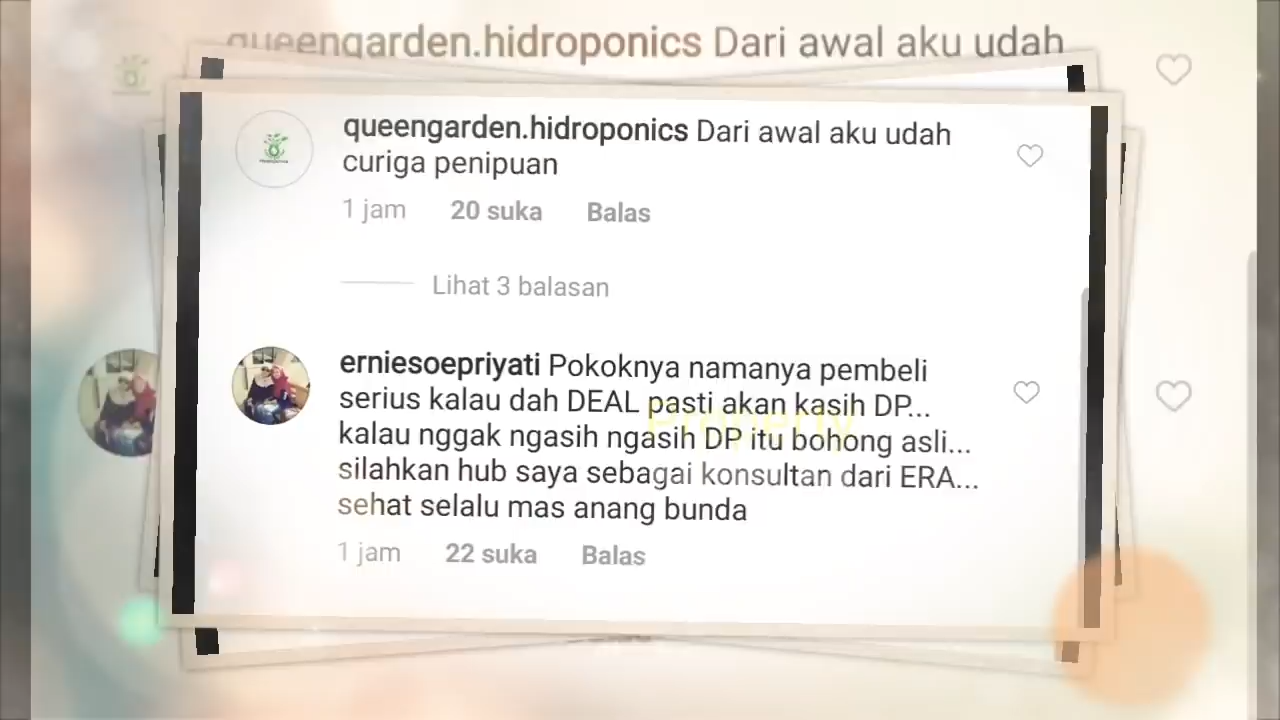 queengarden.hidroponics Dari awal aku udah
queengarden.hidroponics Dari awal aku udah
curiga penipuan
1 jam 20 suka Balas
Lihat 3 balasan
erniesoepriyati Pokoknya namanya pembeli
serius kalau dah DEAL pasti akan kasih DP...
kalau nggak ngasih ngasih DP itu bohong asli...
silahkan hub saya sebagai konsultan dari ERA...
sehat selalu mas anang bunda
1 jam 22 suka Balas
Property